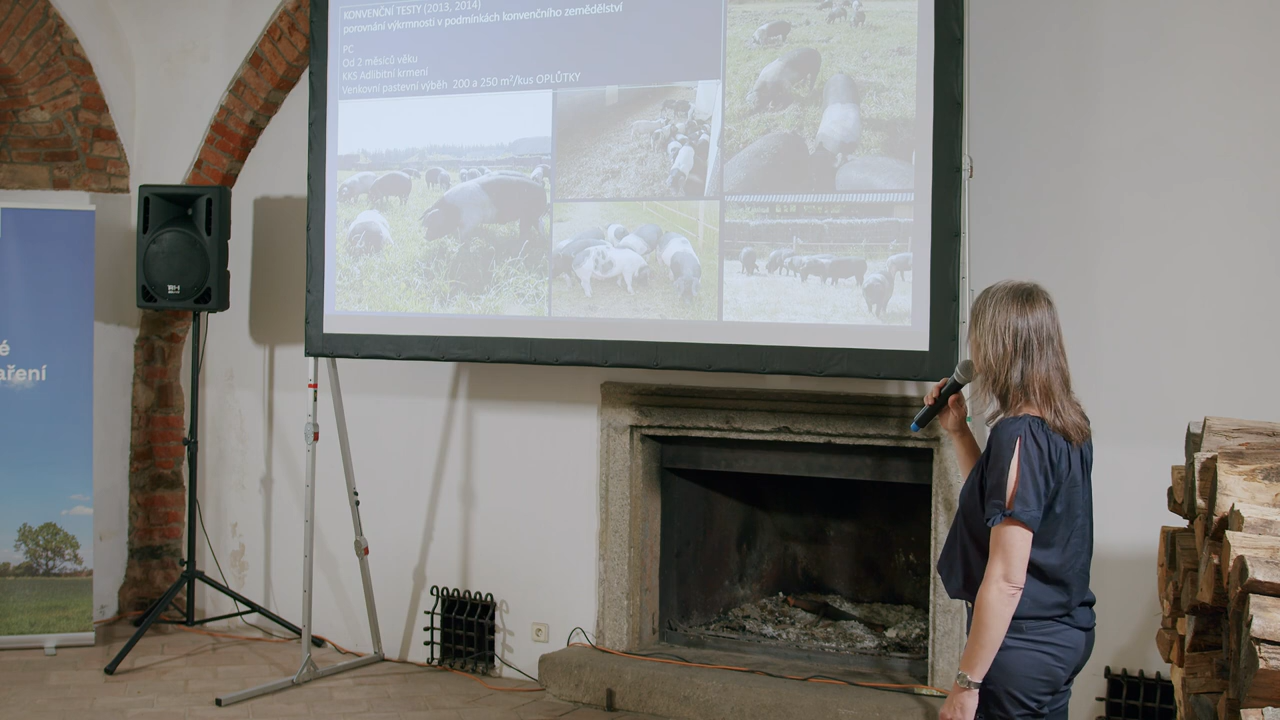 KONVENČNÍ TESTY (2013, 2014)
porovnání výkrmnosti v podmínkách konvenčního zemědělství
PC
Od 2 měsíců věku
KKS Adlibitní krmení
Venkovní pastevní výběh 200 a 250 m²/kus OPLŮTKY
é
aření